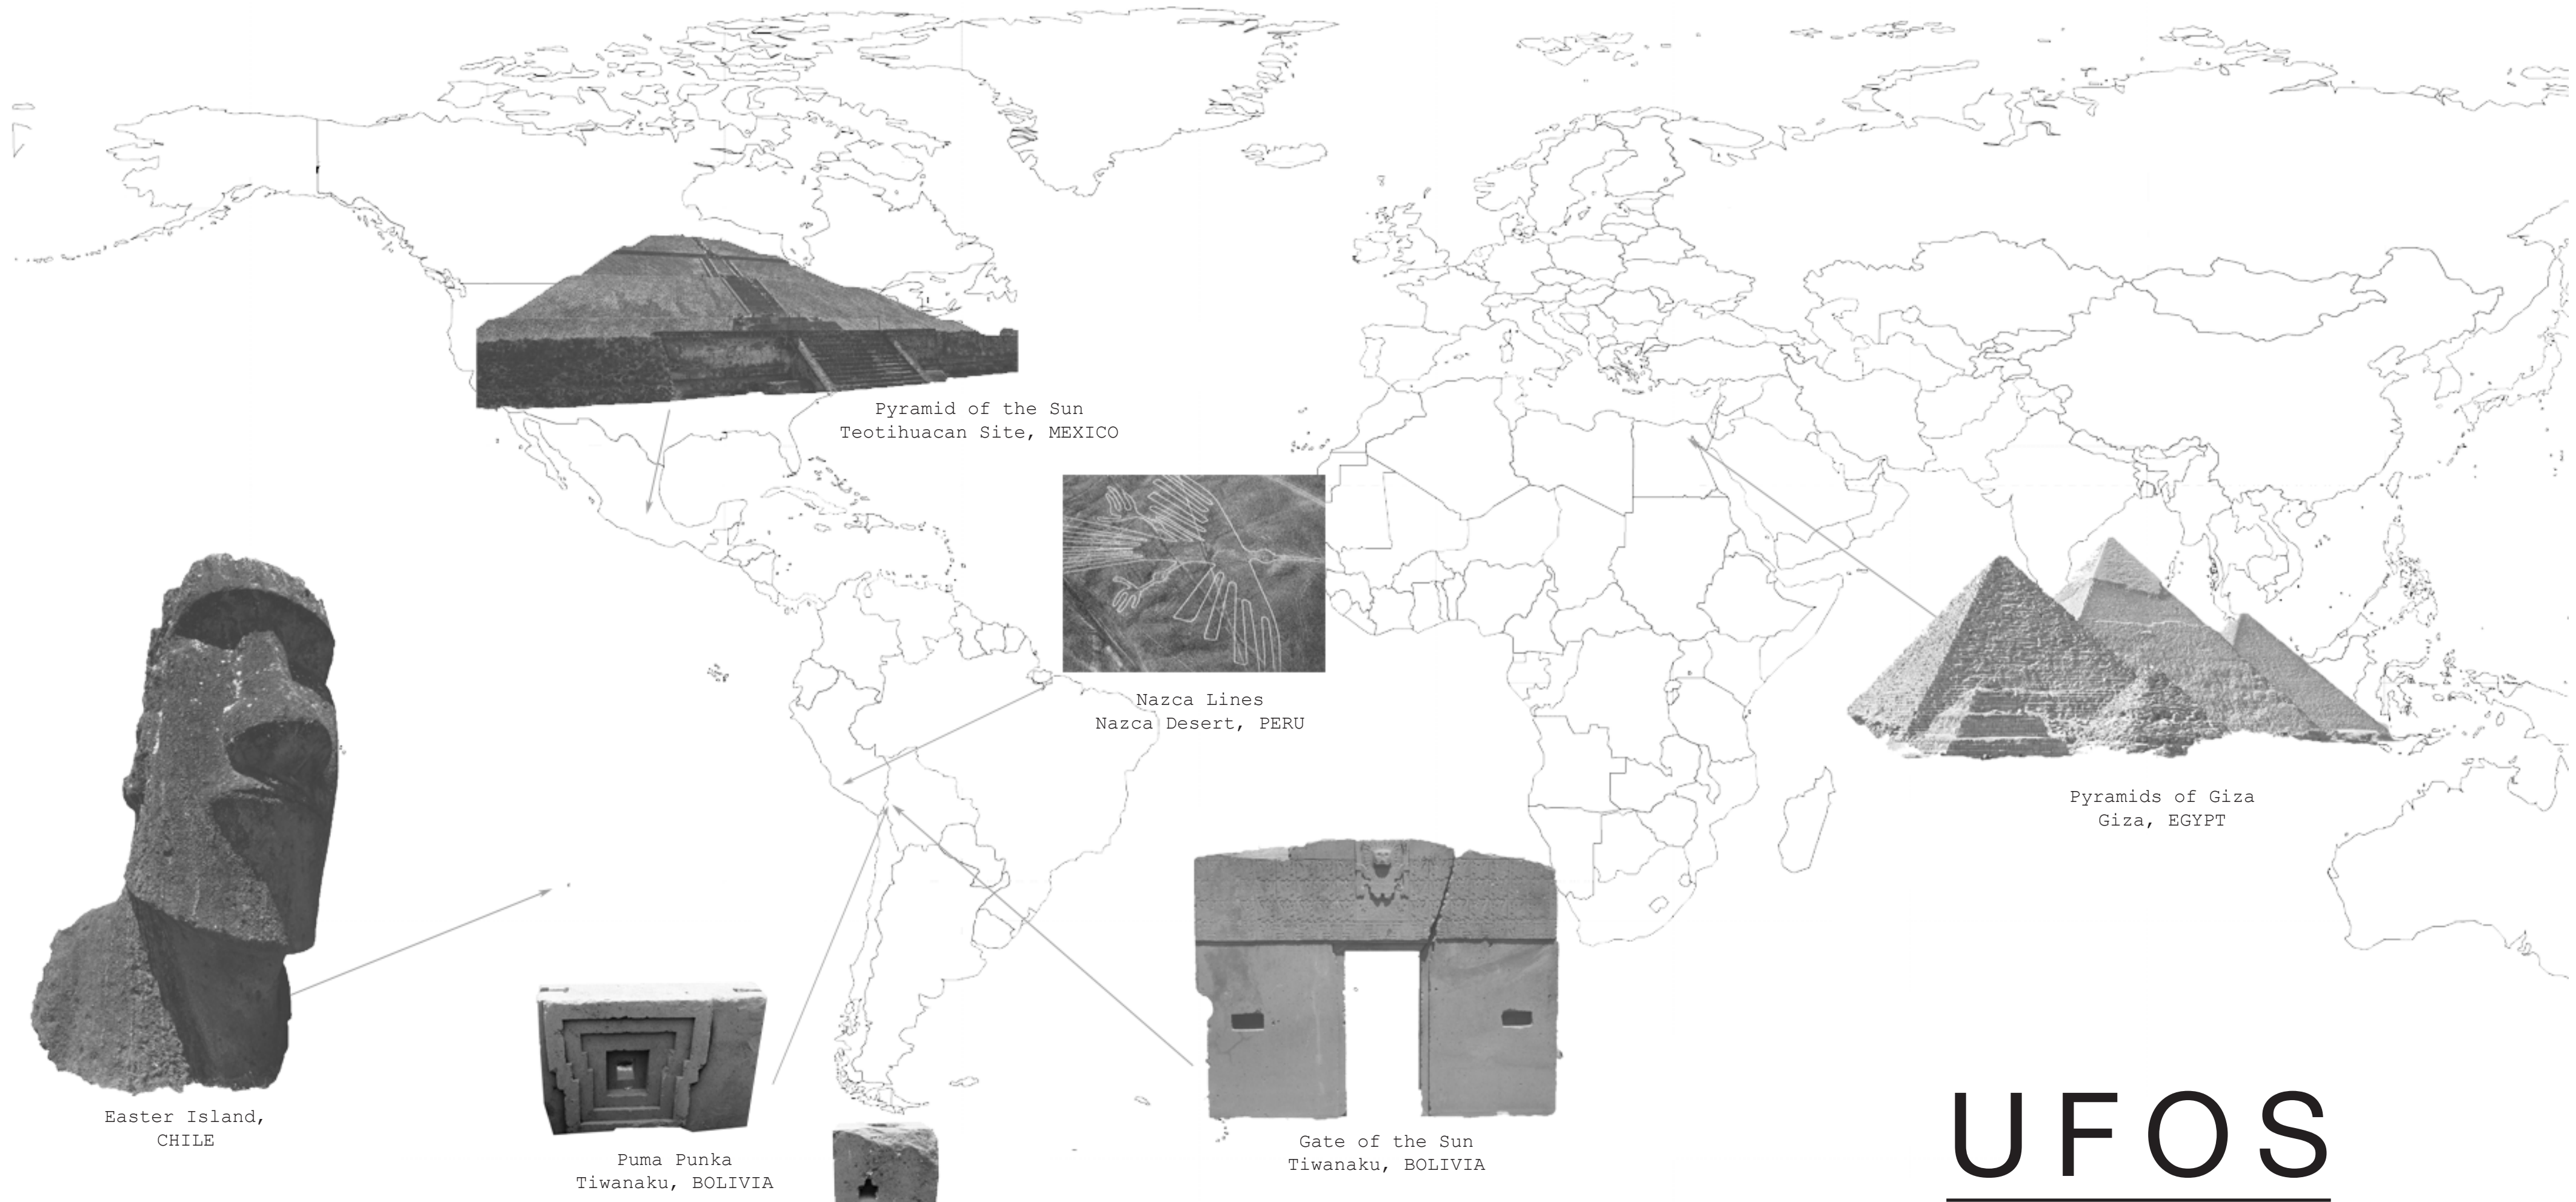 Pyramid of the Sun
Teotihuacan Site, MEXICO
Nazca Lines
Nazca Desert, PERU
Pyramids of Giza
Giza, EGYPT
Easter Island,
CHILE
Puma Punka
Tiwanaku, BOLIVIA
Gate of the Sun
Tiwanaku, BOLIVIA
UFOS